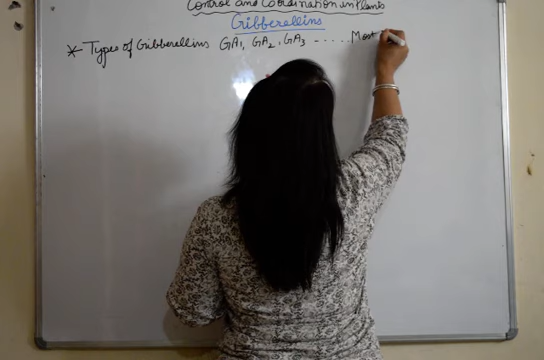 Control and Coordination in Plants
Gibberellins
* Types of Gibberellins GA1, GA2, GA3 ...... Most